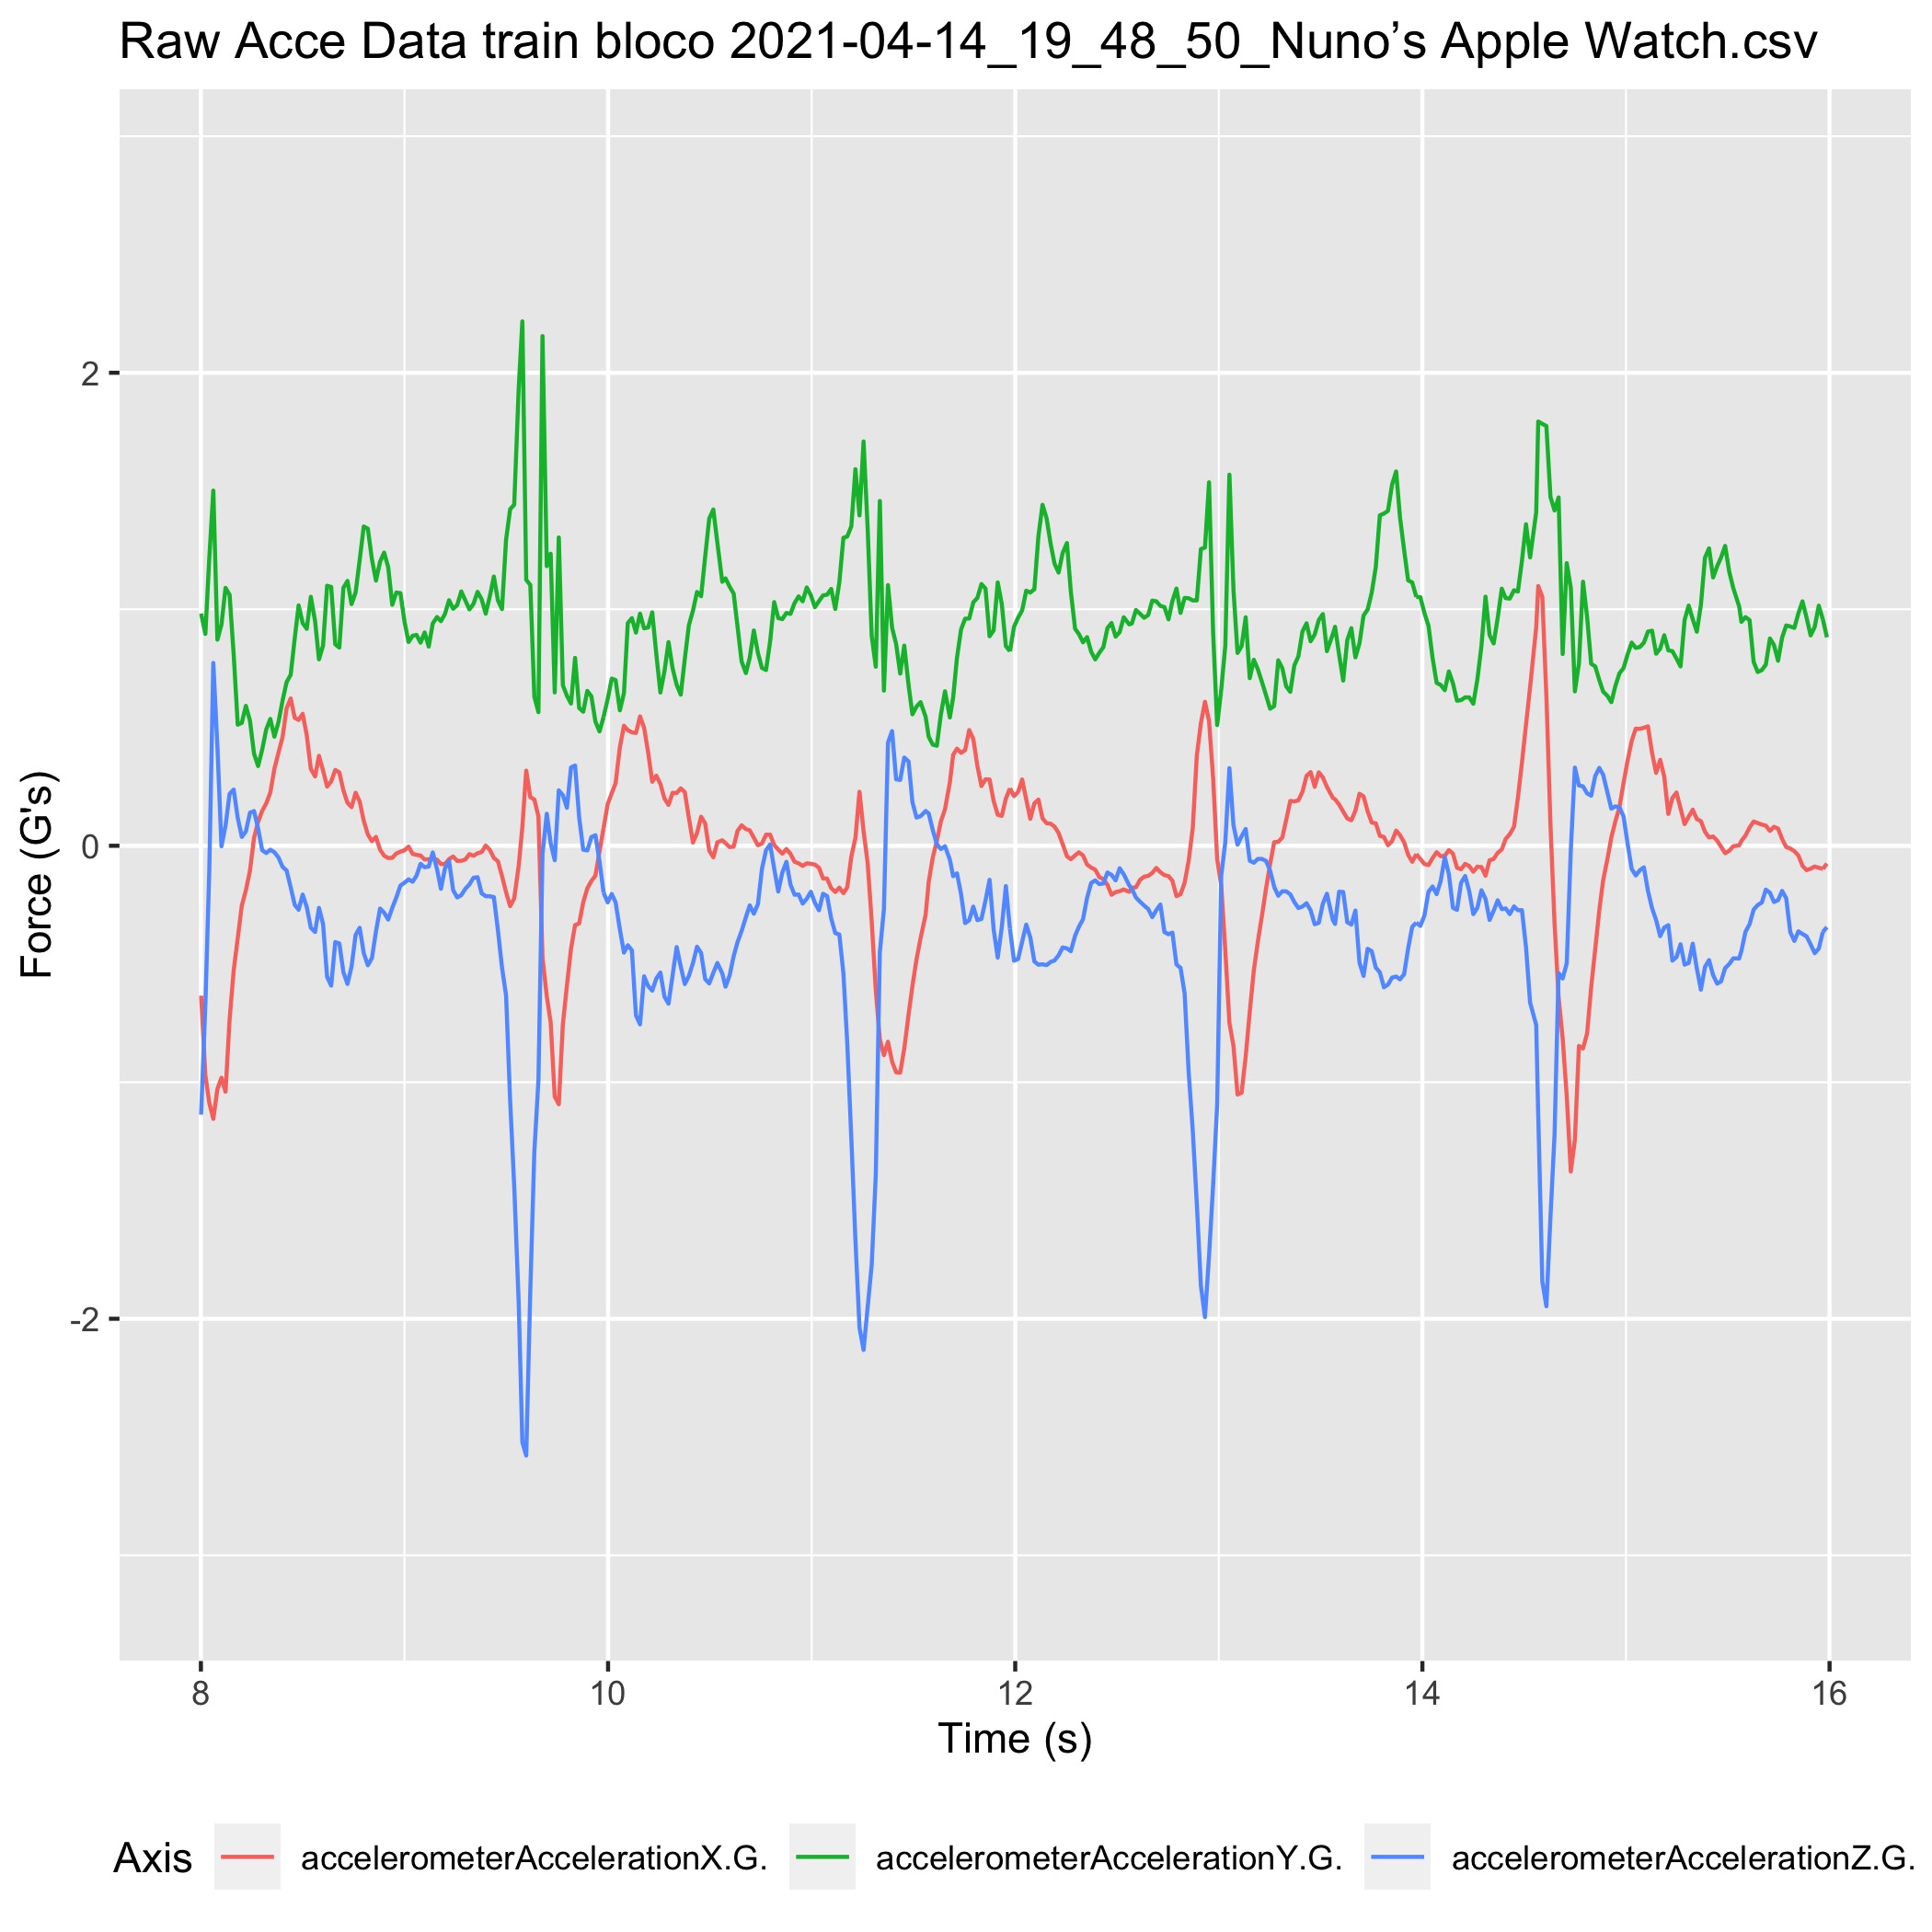 Raw Acce Data train bloco 2021-04-14_19_48_50_Nuno’s Apple Watch.csv
Force (G's)
2
0
-2
8 10 12 14 16
Time (s)
Axis accelerometerAccelerationX.G. accelerometerAccelerationY.G. accelerometerAccelerationZ.G.